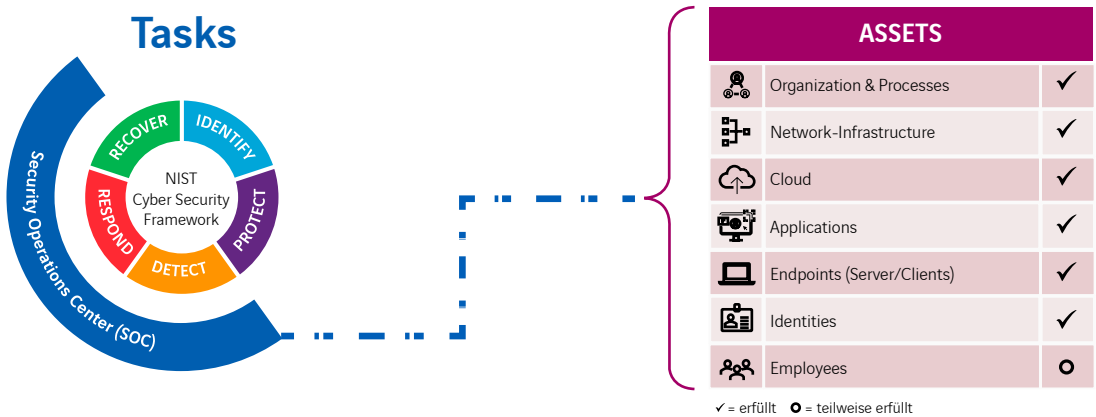 Tasks
RECOVER
IDENTIFY
PROTECT
DETECT
RESPOND
NIST
Cyber Security
Framework
Security Operations Center (SOC)
ASSETS
Organization & Processes ✓
Network-Infrastructure ✓
Cloud ✓
Applications ✓
Endpoints (Server/Clients) ✓
Identities ✓
Employees o
✓ = erfüllt o = teilweise erfüllt